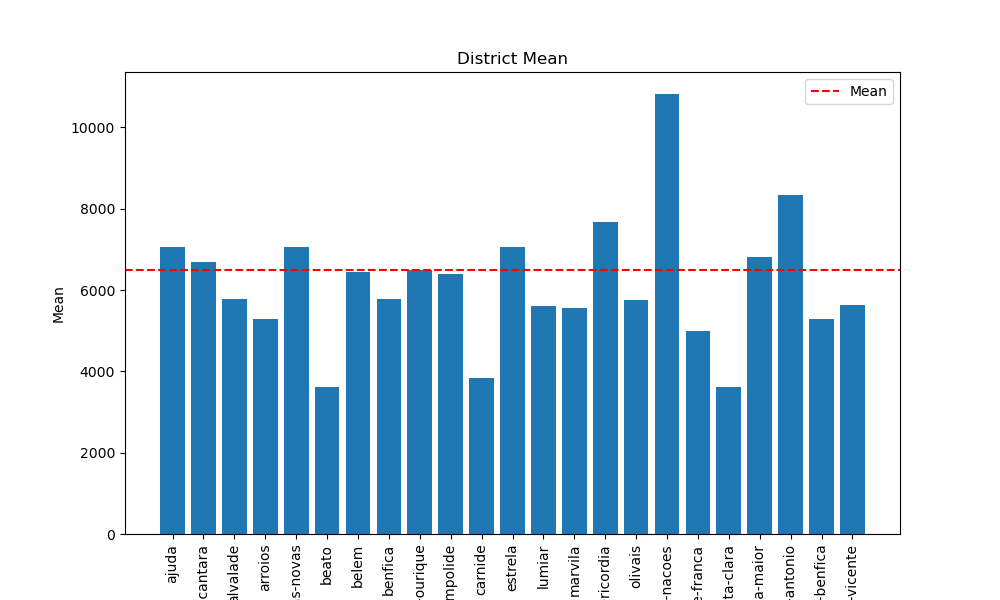 District Mean
Mean
10000
8000
6000
4000
2000
0
Mean
ajuda
cantara
alvalade
arroios
s-novas
beato
belem
benfica
-ourique
mpolide
carnide
estrela
lumiar
marvila
ricordia
olivais
-nacoes
e-franca
ta-clara
a-maior
-antonio
-benfica
-vicente